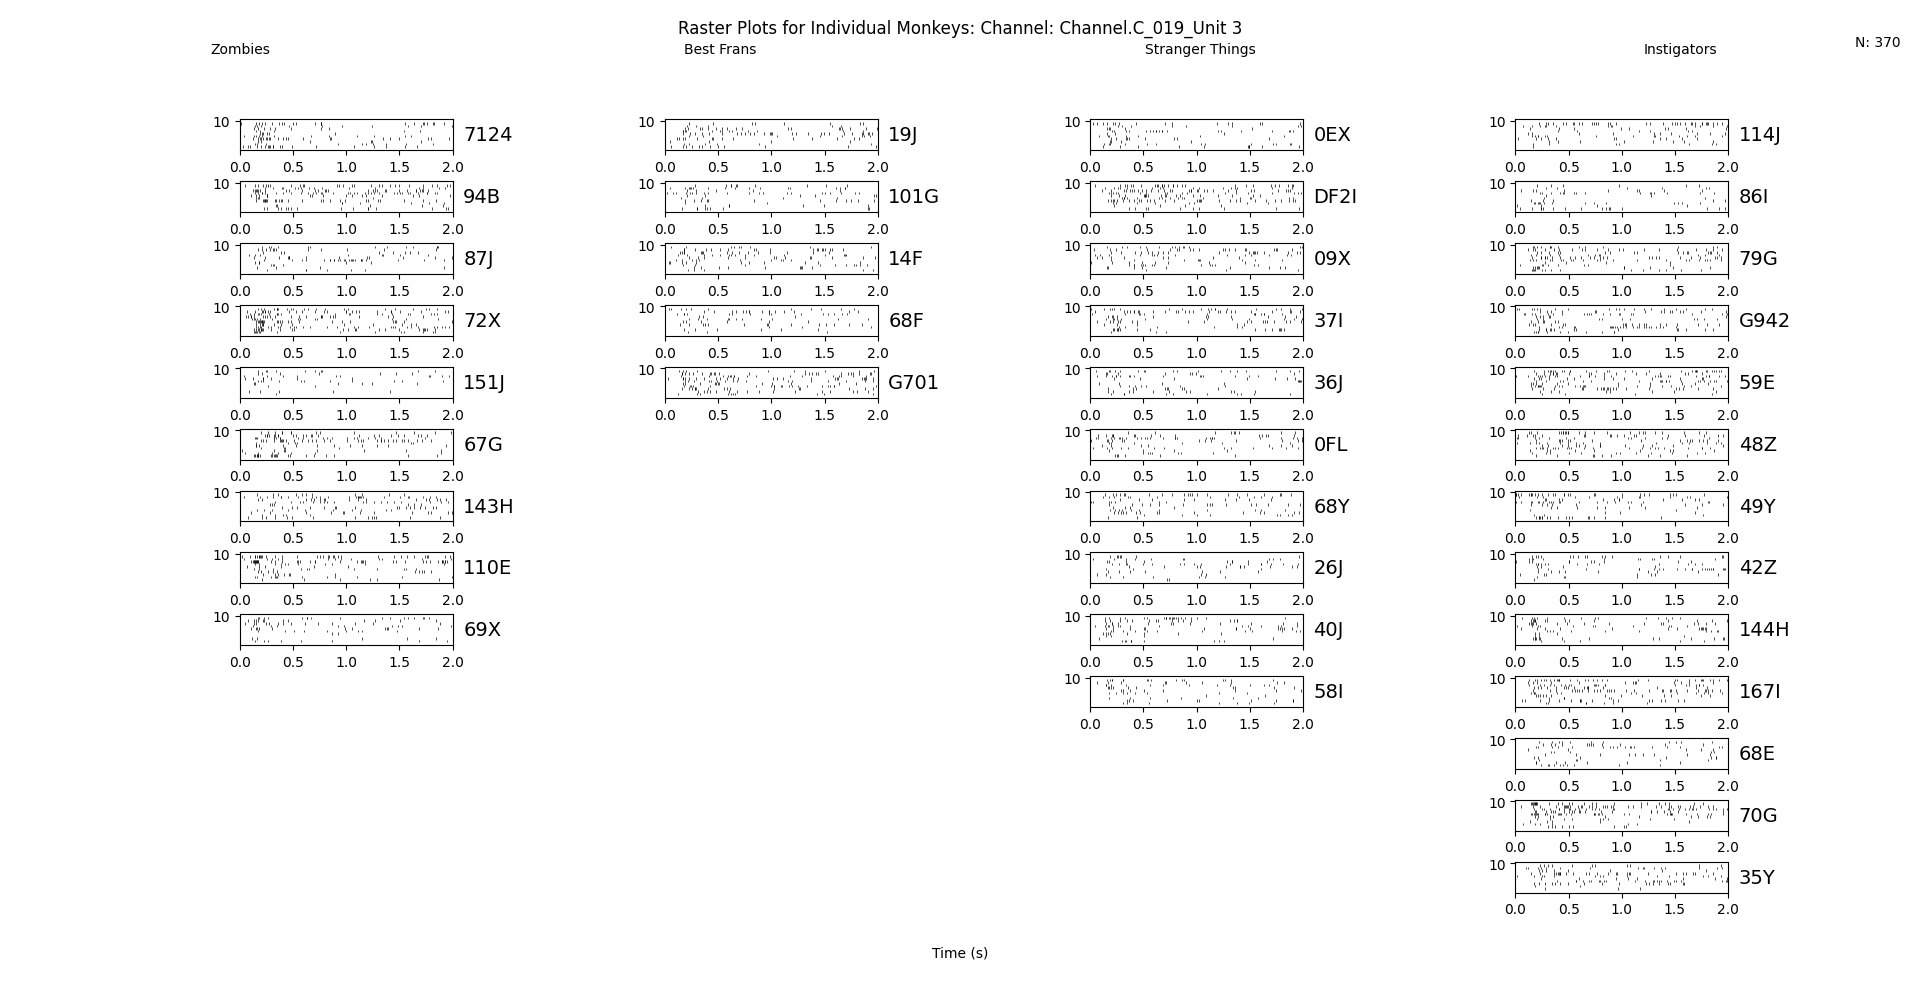 Raster Plots for Individual Monkeys: Channel: Channel.C_019_Unit 3
Zombies Best Frans Stranger Things Instigators N: 370
10 7124 10 19J 10 0EX 10 114J
0.0 0.5 1.0 1.5 2.0 0.0 0.5 1.0 1.5 2.0 0.0 0.5 1.0 1.5 2.0 0.0 0.5 1.0 1.5 2.0
10 94B 10 101G 10 DF2I 10 86I
0.0 0.5 1.0 1.5 2.0 0.0 0.5 1.0 1.5 2.0 0.0 0.5 1.0 1.5 2.0 0.0 0.5 1.0 1.5 2.0
10 87J 10 14F 10 09X 10 79G
0.0 0.5 1.0 1.5 2.0 0.0 0.5 1.0 1.5 2.0 0.0 0.5 1.0 1.5 2.0 0.0 0.5 1.0 1.5 2.0
10 72X 10 68F 10 37I 10 G942
0.0 0.5 1.0 1.5 2.0 0.0 0.5 1.0 1.5 2.0 0.0 0.5 1.0 1.5 2.0 0.0 0.5 1.0 1.5 2.0
10 151J 10 G701 10 36J 10 59E
0.0 0.5 1.0 1.5 2.0 0.0 0.5 1.0 1.5 2.0 0.0 0.5 1.0 1.5 2.0 0.0 0.5 1.0 1.5 2.0
10 67G 10 0FL 10 48Z
0.0 0.5 1.0 1.5 2.0 0.0 0.5 1.0 1.5 2.0 0.0 0.5 1.0 1.5 2.0
10 143H 10 68Y 10 49Y
0.0 0.5 1.0 1.5 2.0 0.0 0.5 1.0 1.5 2.0 0.0 0.5 1.0 1.5 2.0
10 110E 10 26J 10 42Z
0.0 0.5 1.0 1.5 2.0 0.0 0.5 1.0 1.5 2.0 0.0 0.5 1.0 1.5 2.0
10 69X 10 40J 10 144H
0.0 0.5 1.0 1.5 2.0 0.0 0.5 1.0 1.5 2.0 0.0 0.5 1.0 1.5 2.0
10 58I 10 167I
0.0 0.5 1.0 1.5 2.0 0.0 0.5 1.0 1.5 2.0
10 68E
0.0 0.5 1.0 1.5 2.0
10 70G
0.0 0.5 1.0 1.5 2.0
10 35Y
0.0 0.5 1.0 1.5 2.0
Time (s)